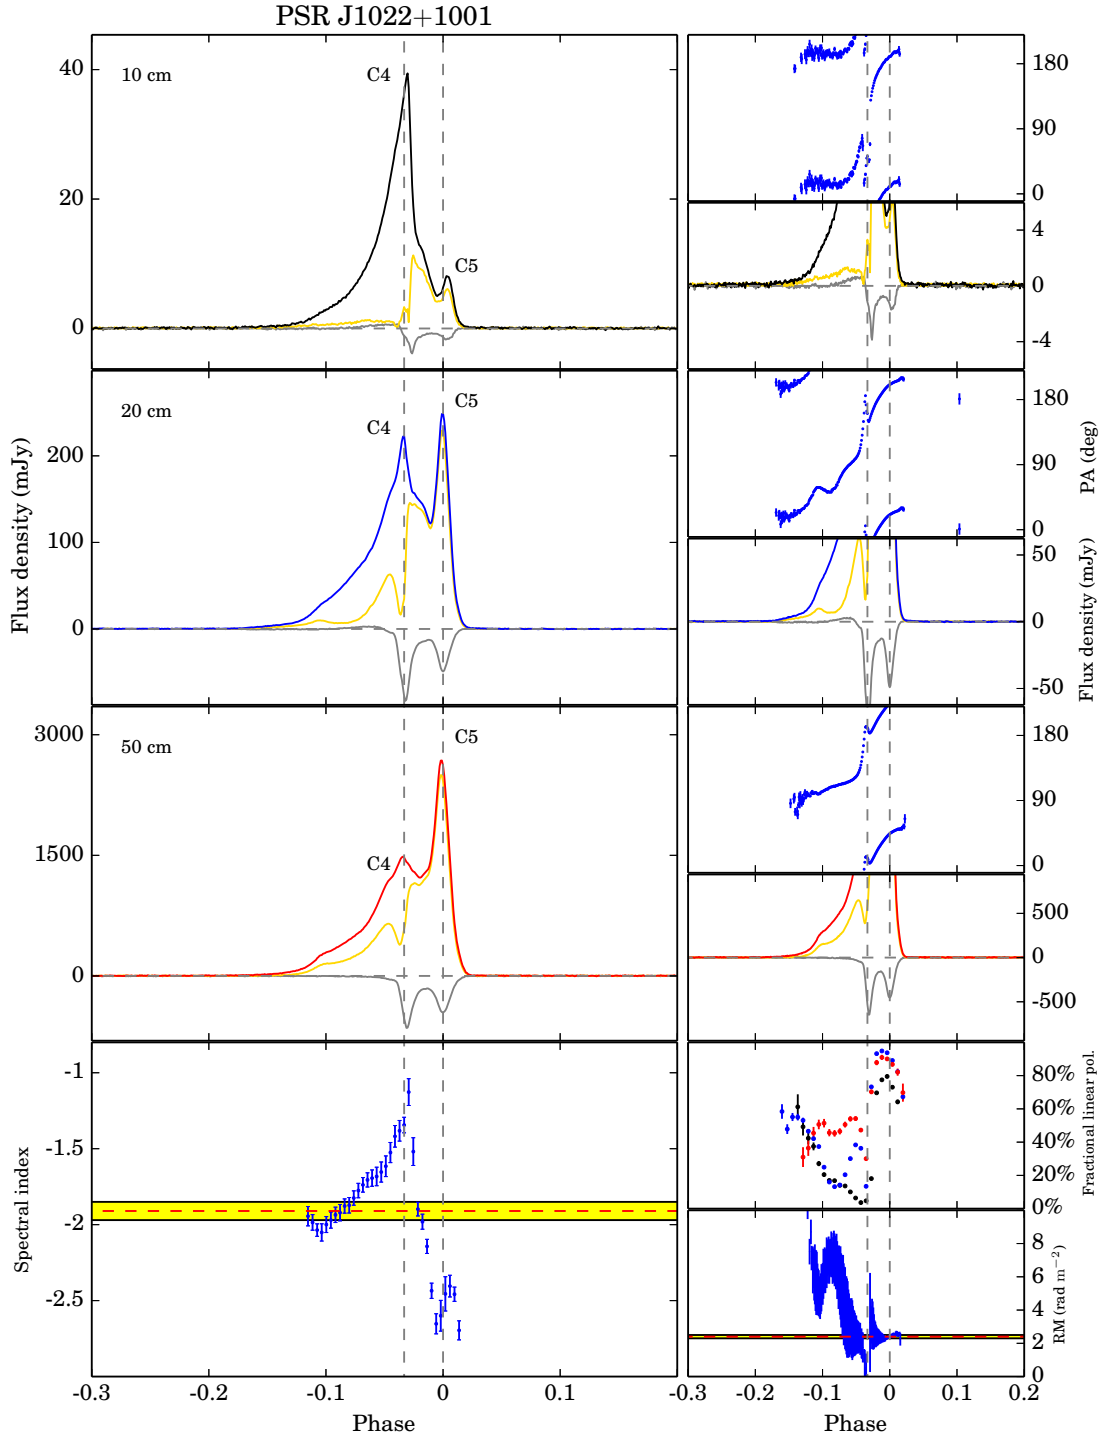 PSR J1022+1001
10 cm
C4
C5
40
20
0
180
90
0
4
0
-4
20 cm
C4
C5
200
100
0
Flux density (mJy)
180
90
0
PA (deg)
50
0
-50
Flux density (mJy)
50 cm
C4
C5
3000
1500
0
180
90
0
500
0
-500
-1
-1.5
-2
-2.5
Spectral index
80%
60%
40%
20%
0%
Fractional linear pol.
8
6
4
2
0
RM (rad m⁻²)
-0.3
-0.2
-0.1
0
0.1
-0.3
-0.2
-0.1
0
0.1
0.2
Phase
Phase